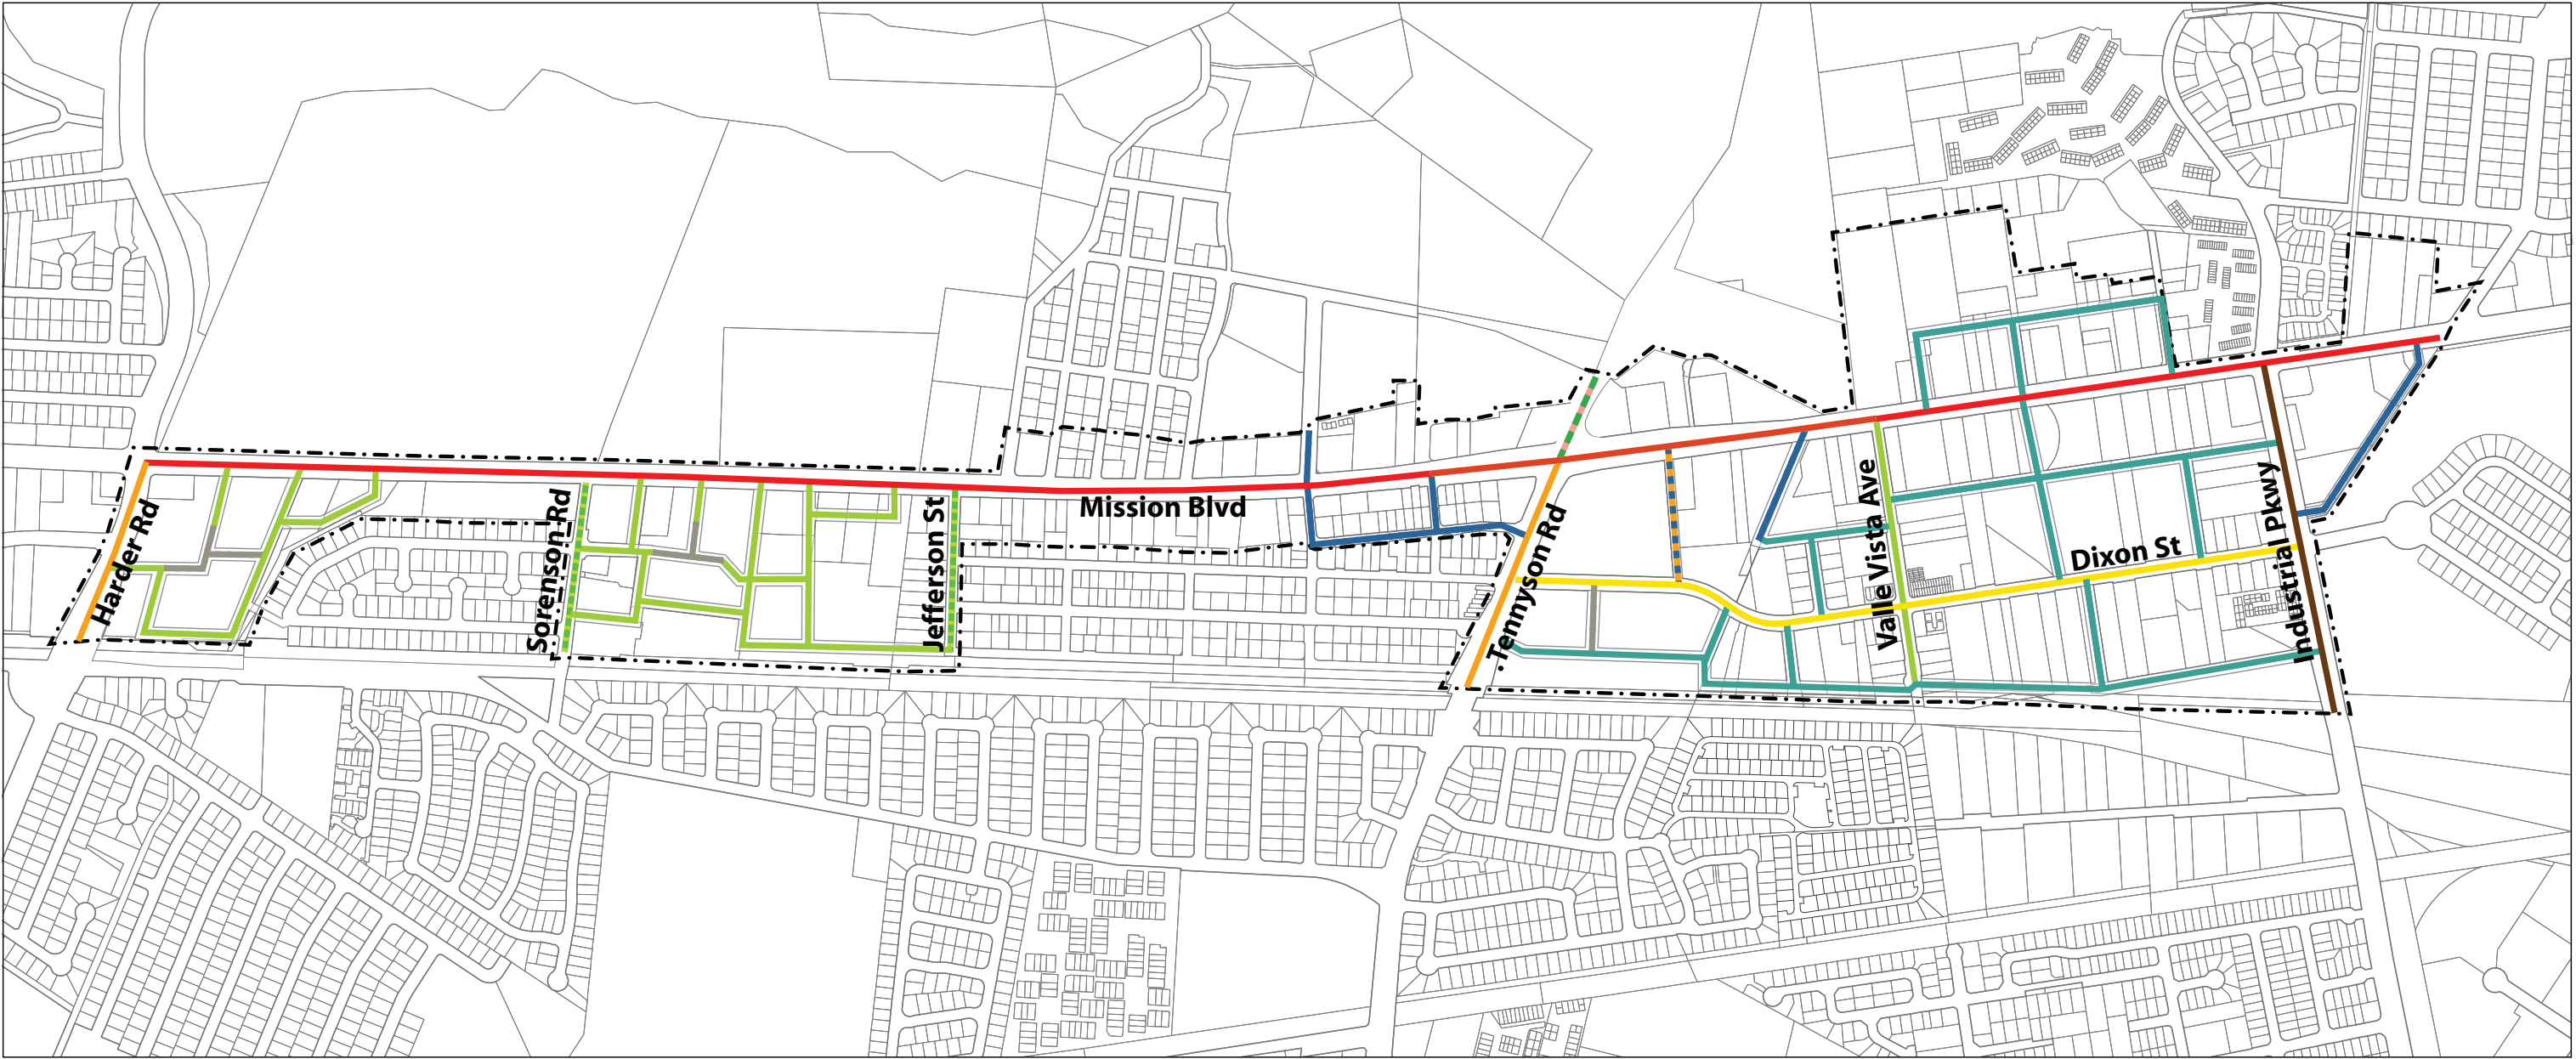 Harder Rd
Sorenson Rd
Jefferson St
Mission Blvd
Tennyson Rd
Valle Vista Ave
Dixon St
Industrial Pkwy